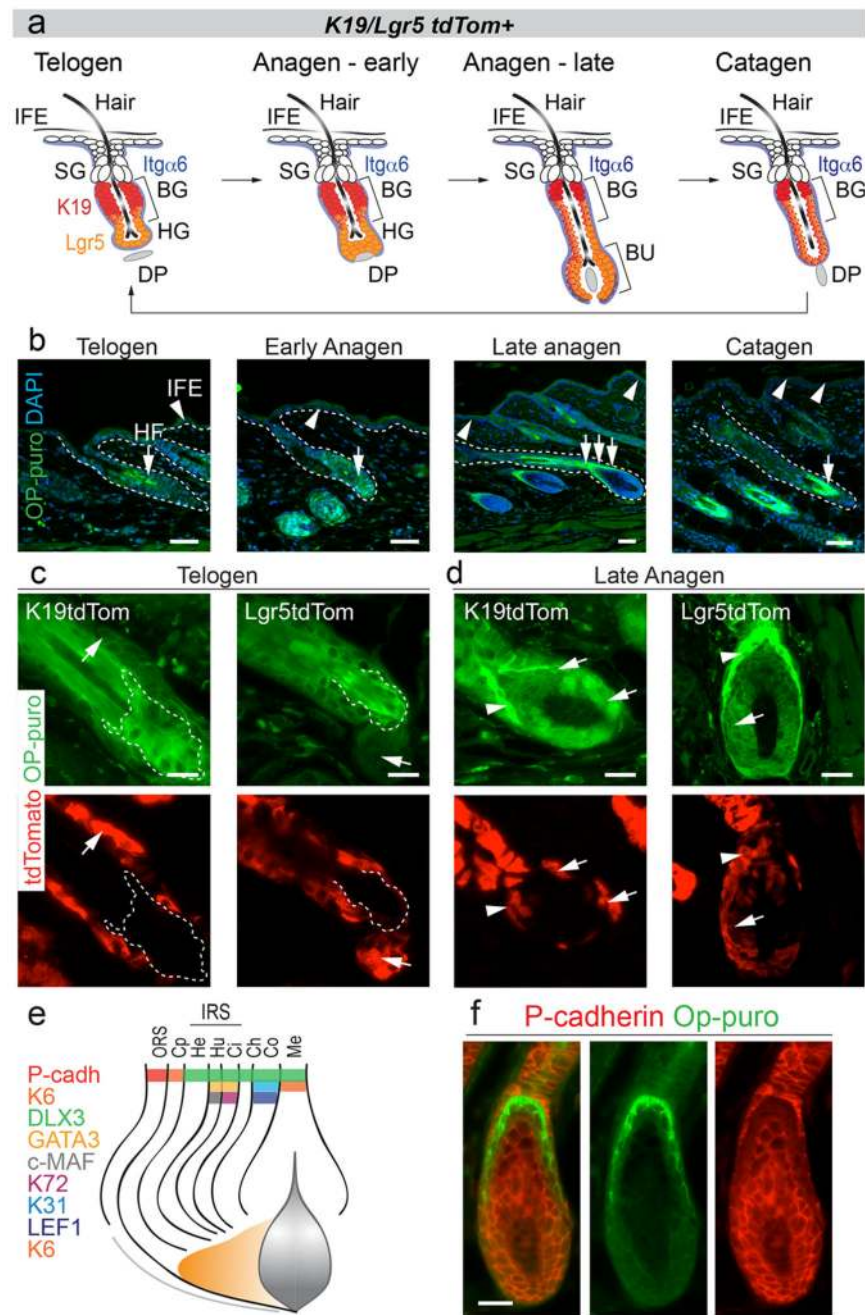 a
K19/Lgr5 tdTom+
Telogen
Anagen - early
Anagen - late
Catagen
Hair
IFE
Itgα6
SG
BG
K19
HG
Lgr5
DP
Hair
IFE
Itgα6
SG
BG
HG
DP
Hair
IFE
Itgα6
SG
BG
BU
Hair
IFE
Itgα6
SG
BG
DP
b
Telogen
Early Anagen
Late anagen
Catagen
OP-puro DAPI
IFE
HF
c
Telogen
d
Late Anagen
K19tdTom
Lgr5tdTom
K19tdTom
Lgr5tdTom
tdTomato OP-puro
e
IRS
ORS
Cp
He
Hu
Ci
Ch
Co
Me
P-cadh
K6
DLX3
GATA3
c-MAF
K72
K31
LEF1
K6
f
P-cadherin Op-puro